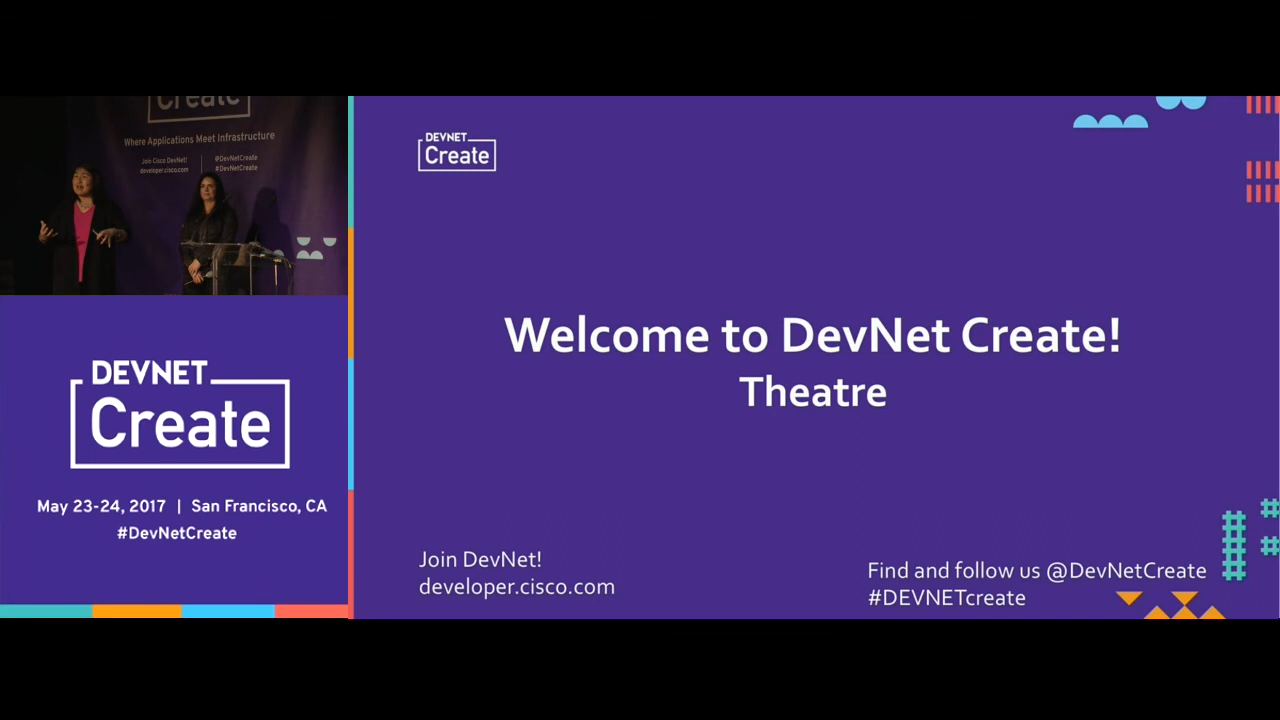 Create
Where Applications Meet Infrastructure
Join Cisco DevNet!
developer.cisco.com
#DevNetCreate
#DevNetCreate
DEVNET
Create
May 23-24, 2017 | San Francisco, CA
#DevNetCreate
DEVNET
Create
Welcome to DevNet Create!
Theatre
Join DevNet!
developer.cisco.com
Find and follow us @DevNetCreate
#DEVNETcreate